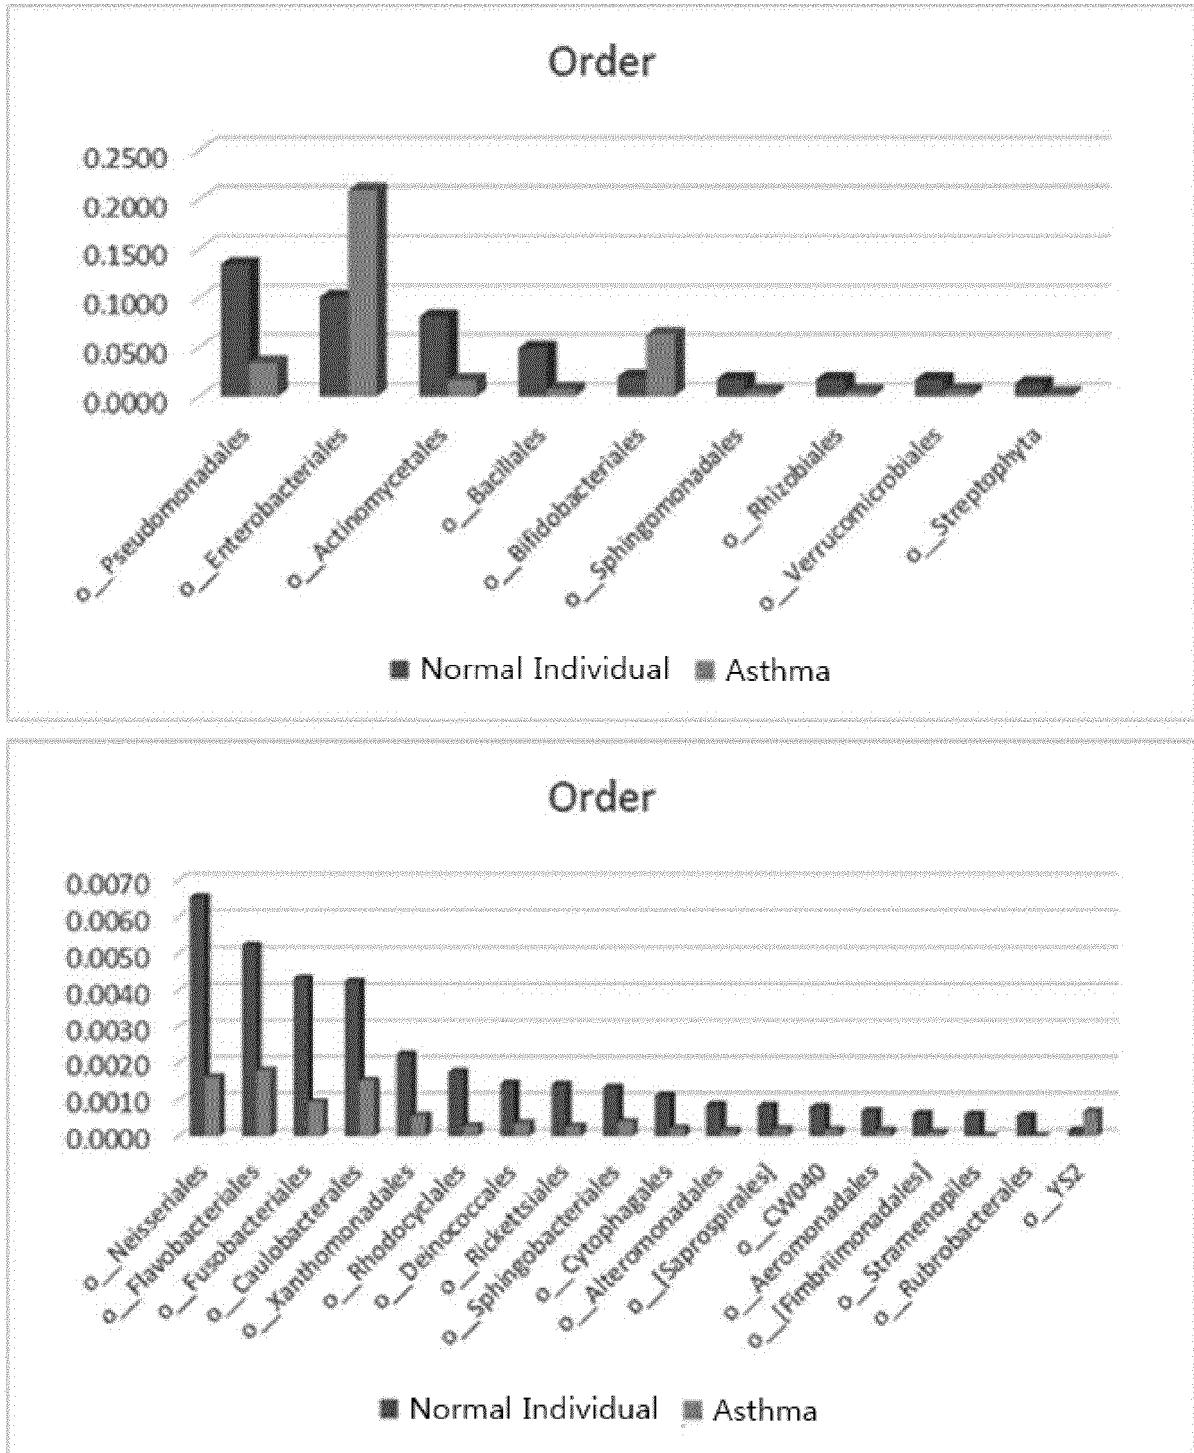 Order
0.2500
0.2000
0.1500
0.1000
0.0500
0.0000
o__Pseudomonadales
o__Enterobacteriales
o__Actinomycetales
o__Bacillales
o__Bifidobacteriales
o__Sphingomonadales
o__Rhizobiales
o__Verrucomicrobiales
o__Streptophyta
Normal Individual Asthma
Order
0.0070
0.0060
0.0050
0.0040
0.0030
0.0020
0.0010
0.0000
o__Neisseriales
o__Flavobacteriales
o__Fusobacteriales
o__Caulobacterales
o__Xanthomonadales
o__Rhodocyclales
o__Deinococcales
o__Rickettsiales
o__Sphingobacteriales
o__Cytophagales
o__Alteromonadales
o__[Saprospirales]
o__CW040
o__Aeromonadales
o__[Fimbriimonadales]
o__Stramenopiles
o__Rubrobacterales
o__YS2
Normal Individual Asthma